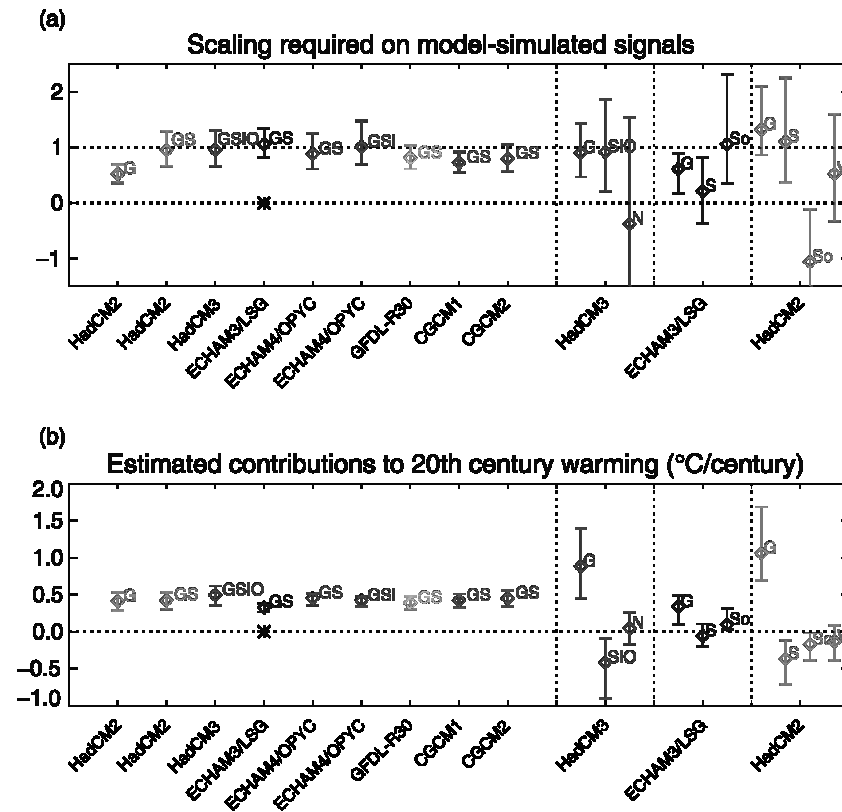 (a)
Scaling required on model-simulated signals
2
1
0
−1
G
GS
GSIO
GS
GS
GSI
GS
GS
GS
G
SIO
N
G
S
So
G
S
So
HadCM2
HadCM2
HadCM3
ECHAM3/LSG
ECHAM4/OPYC
ECHAM4/OPYC
GFDL-R30
CGCM1
CGCM2
HadCM3
ECHAM3/LSG
HadCM2
(b)
Estimated contributions to 20th century warming (°C/century)
2.0
1.5
1.0
0.5
0.0
−0.5
−1.0
G
GS
GSIO
GS
GS
GSI
GS
GS
GS
G
SIO
N
G
S
So
G
S
HadCM2
HadCM2
HadCM3
ECHAM3/LSG
ECHAM4/OPYC
ECHAM4/OPYC
GFDL-R30
CGCM1
CGCM2
HadCM3
ECHAM3/LSG
HadCM2